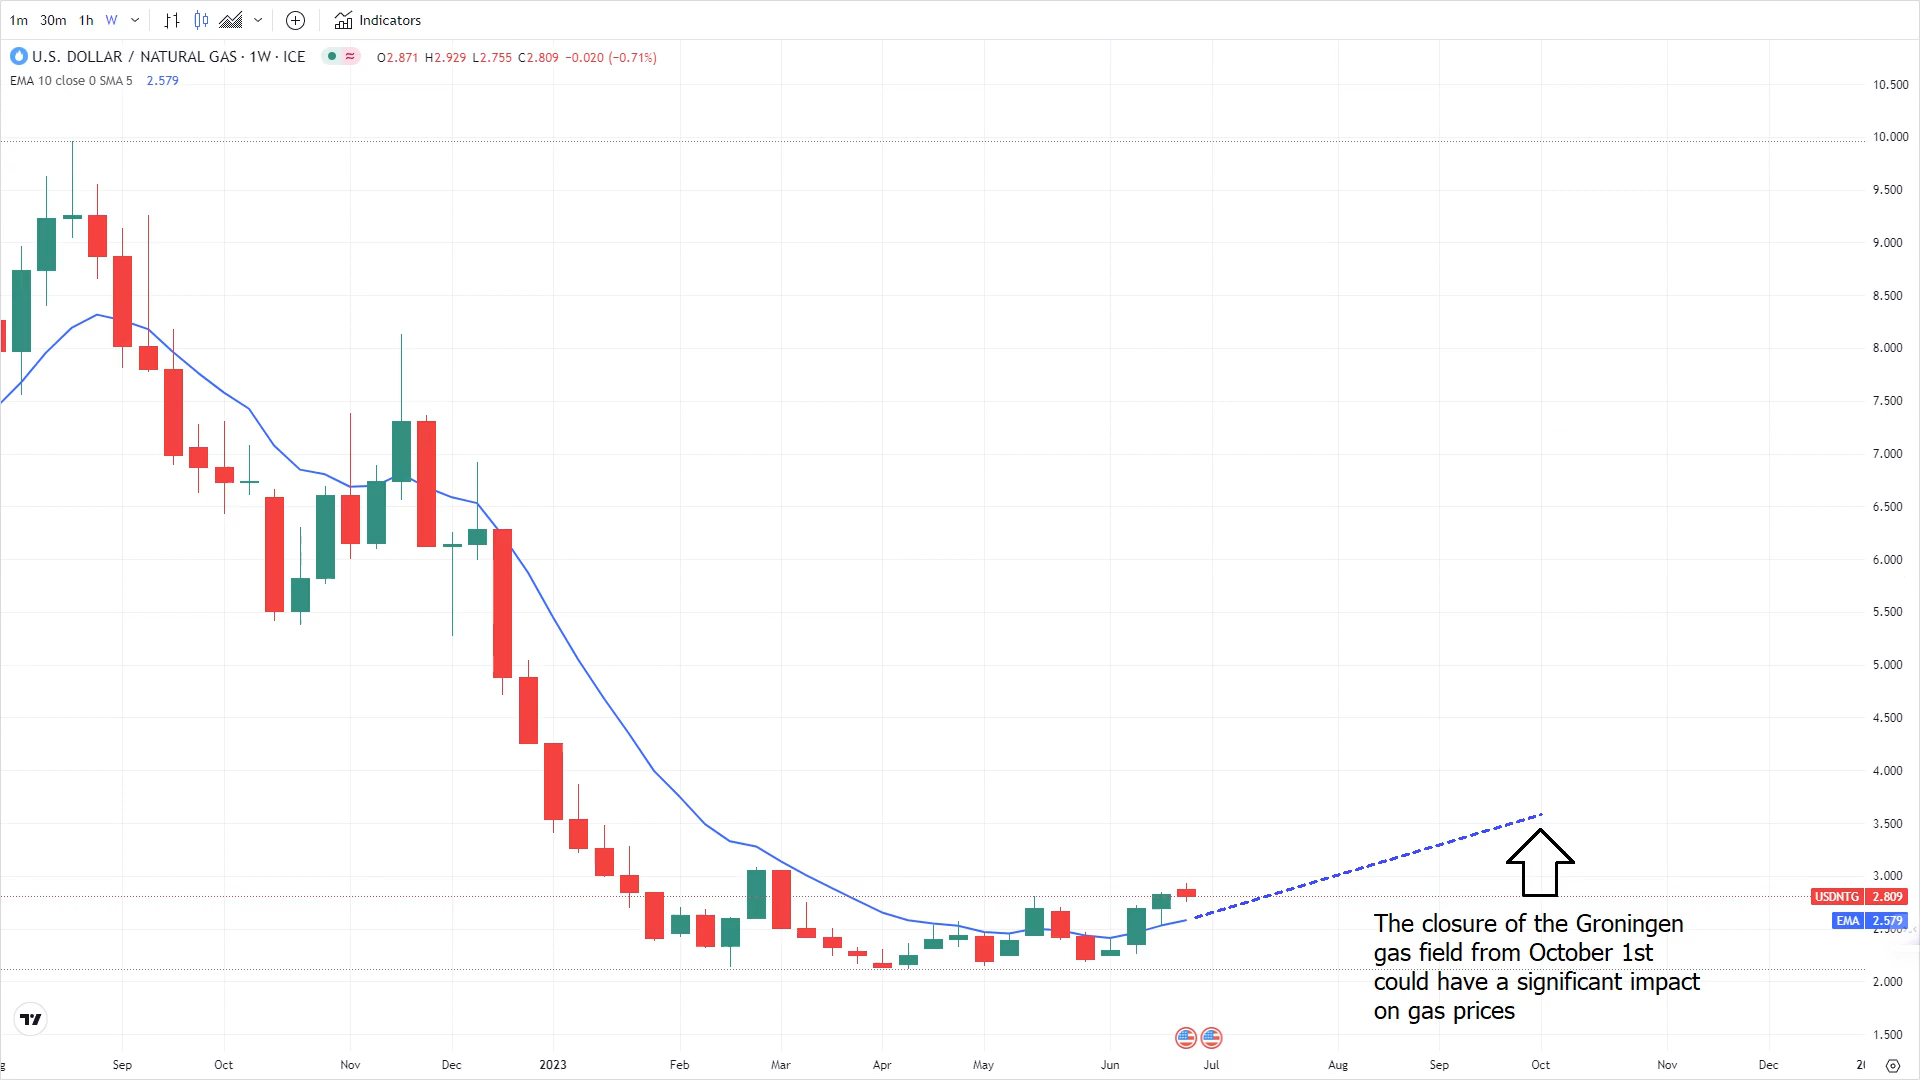 1m 30m 1h W Indicators
U.S. DOLLAR / NATURAL GAS · 1W · ICE O2.871 H2.929 L2.755 C2.809 −0.020 (−0.71%)
EMA 10 close 0 SMA 5 2.579
10.500
10.000
9.500
9.000
8.500
8.000
7.500
7.000
6.500
6.000
5.500
5.000
4.500
4.000
3.500
3.000
USDNTG 2.809
EMA 2.579
2.500
2.000
1.500
The closure of the Groningen
gas field from October 1st
could have a significant impact
on gas prices
Sep Oct Nov Dec 2023 Feb Mar Apr May Jun Jul Aug Sep Oct Nov Dec